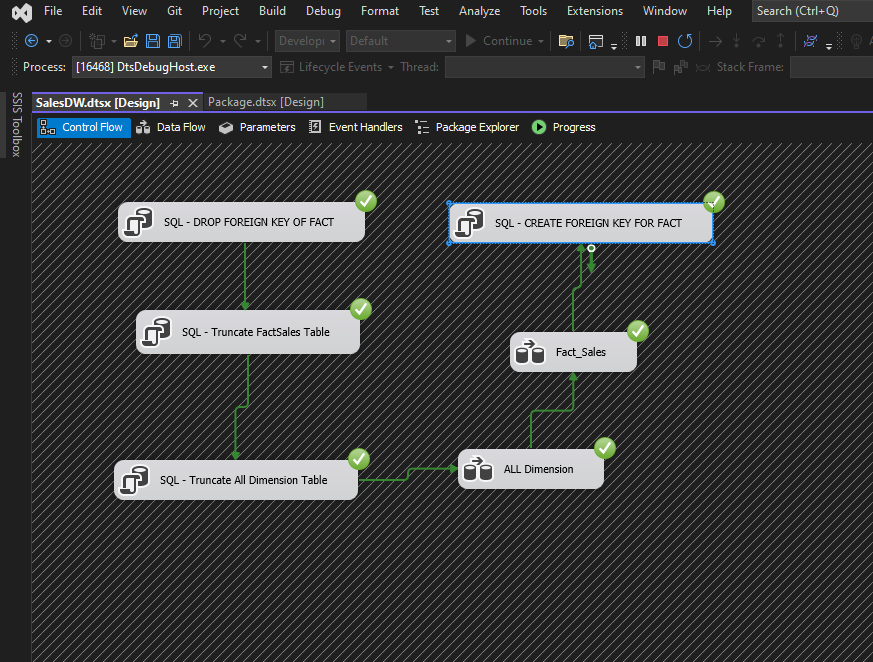 File Edit View Git Project Build Debug Format Test Analyze Tools Extensions Window Help Search (Ctrl+Q)
Develop Default Continue
Process: [16468] DtsDebugHost.exe Lifecycle Events Thread: Stack Frame:
SSIS Toolbox
SalesDW.dtsx [Design] Package.dtsx [Design]
Control Flow Data Flow Parameters Event Handlers Package Explorer Progress
SQL - DROP FOREIGN KEY OF FACT
SQL - CREATE FOREIGN KEY FOR FACT
SQL - Truncate FactSales Table
Fact_Sales
SQL - Truncate All Dimension Table
ALL Dimension